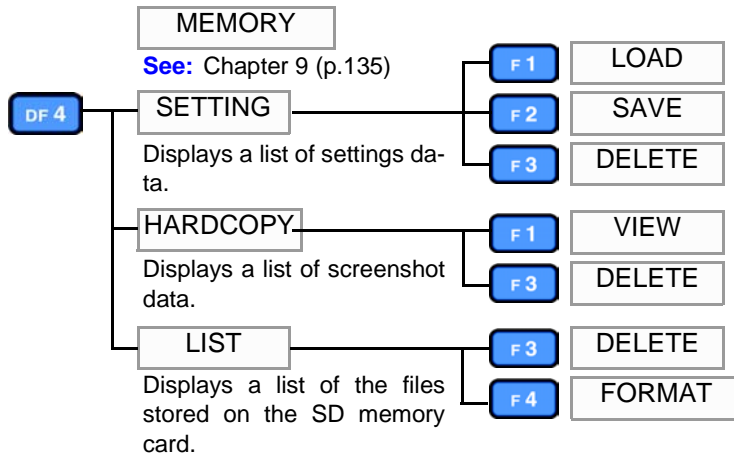 MEMORY
See: Chapter 9 (p.135)
DF 4
SETTING
Displays a list of settings da-
ta.
F 1
LOAD
F 2
SAVE
F 3
DELETE
HARDCOPY
Displays a list of screenshot
data.
F 1
VIEW
F 3
DELETE
LIST
Displays a list of the files
stored on the SD memory
card.
F 3
DELETE
F 4
FORMAT